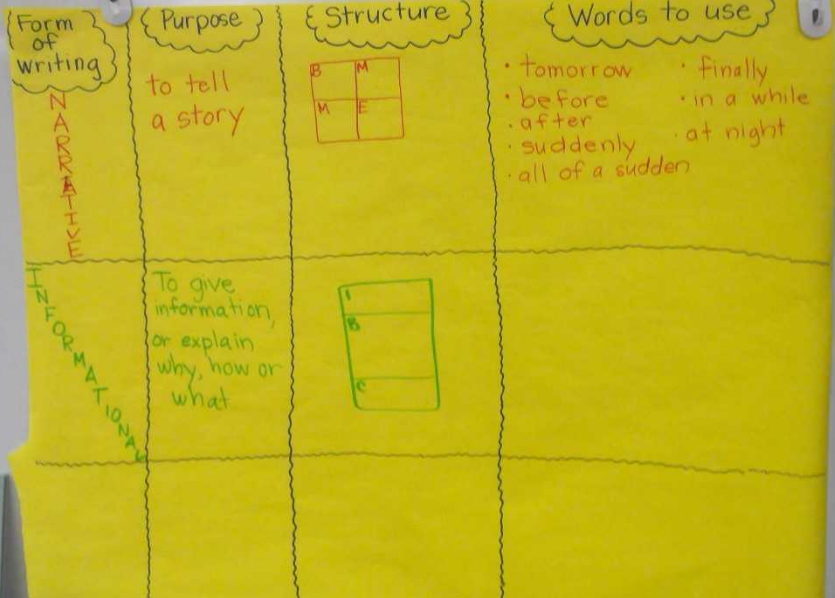 Form
of
writing
Purpose
Structure
Words to use
NARRATIVE
to tell
a story
B M
M E
• tomorrow
• before
• after
• suddenly
• all of a sudden
• finally
• in a while
• at night
INFORMATIONAL
To give
information,
or explain
why, how or
what
I
B
C